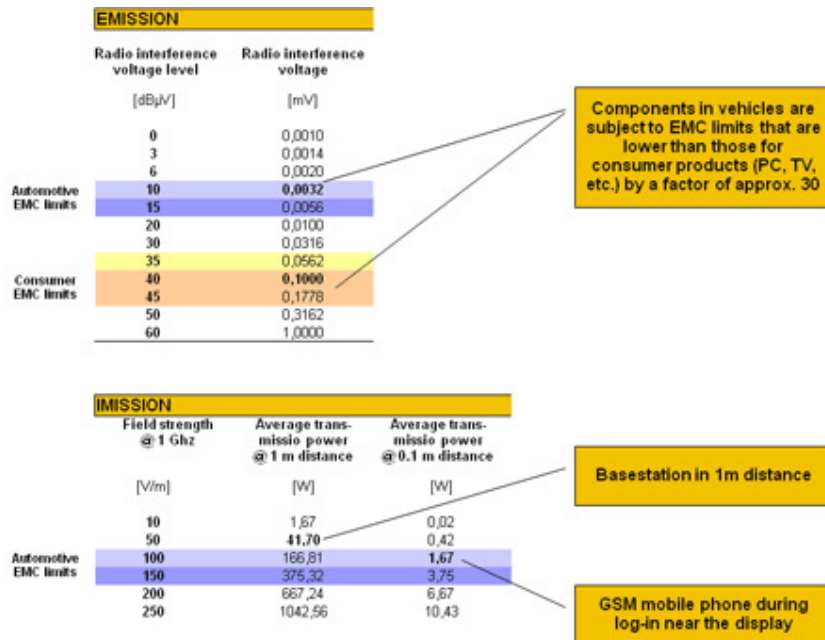 EMISSION
Radio interference Radio interference
voltage level voltage
[dBµV] [mV]
0 0,0010
3 0,0014
6 0,0020
Automotive 10 0,0032
EMC limits 15 0,0056
20 0,0100
30 0,0316
35 0,0562
Consumer 40 0,1000
EMC limits 45 0,1778
50 0,3162
60 1,0000
Components in vehicles are
subject to EMC limits that are
lower than those for
consumer products (PC, TV,
etc.) by a factor of approx. 30
IMISSION
Field strength Average trans- Average trans-
@ 1 Ghz missio power missio power
@ 1 m distance @ 0.1 m distance
[V/m] [W] [W]
10 1,67 0,02
50 41,70 0,42
Automotive 100 166,81 1,67
EMC limits 150 375,32 3,75
200 667,24 6,67
250 1042,56 10,43
Basestation in 1m distance
GSM mobile phone during
log-in near the display